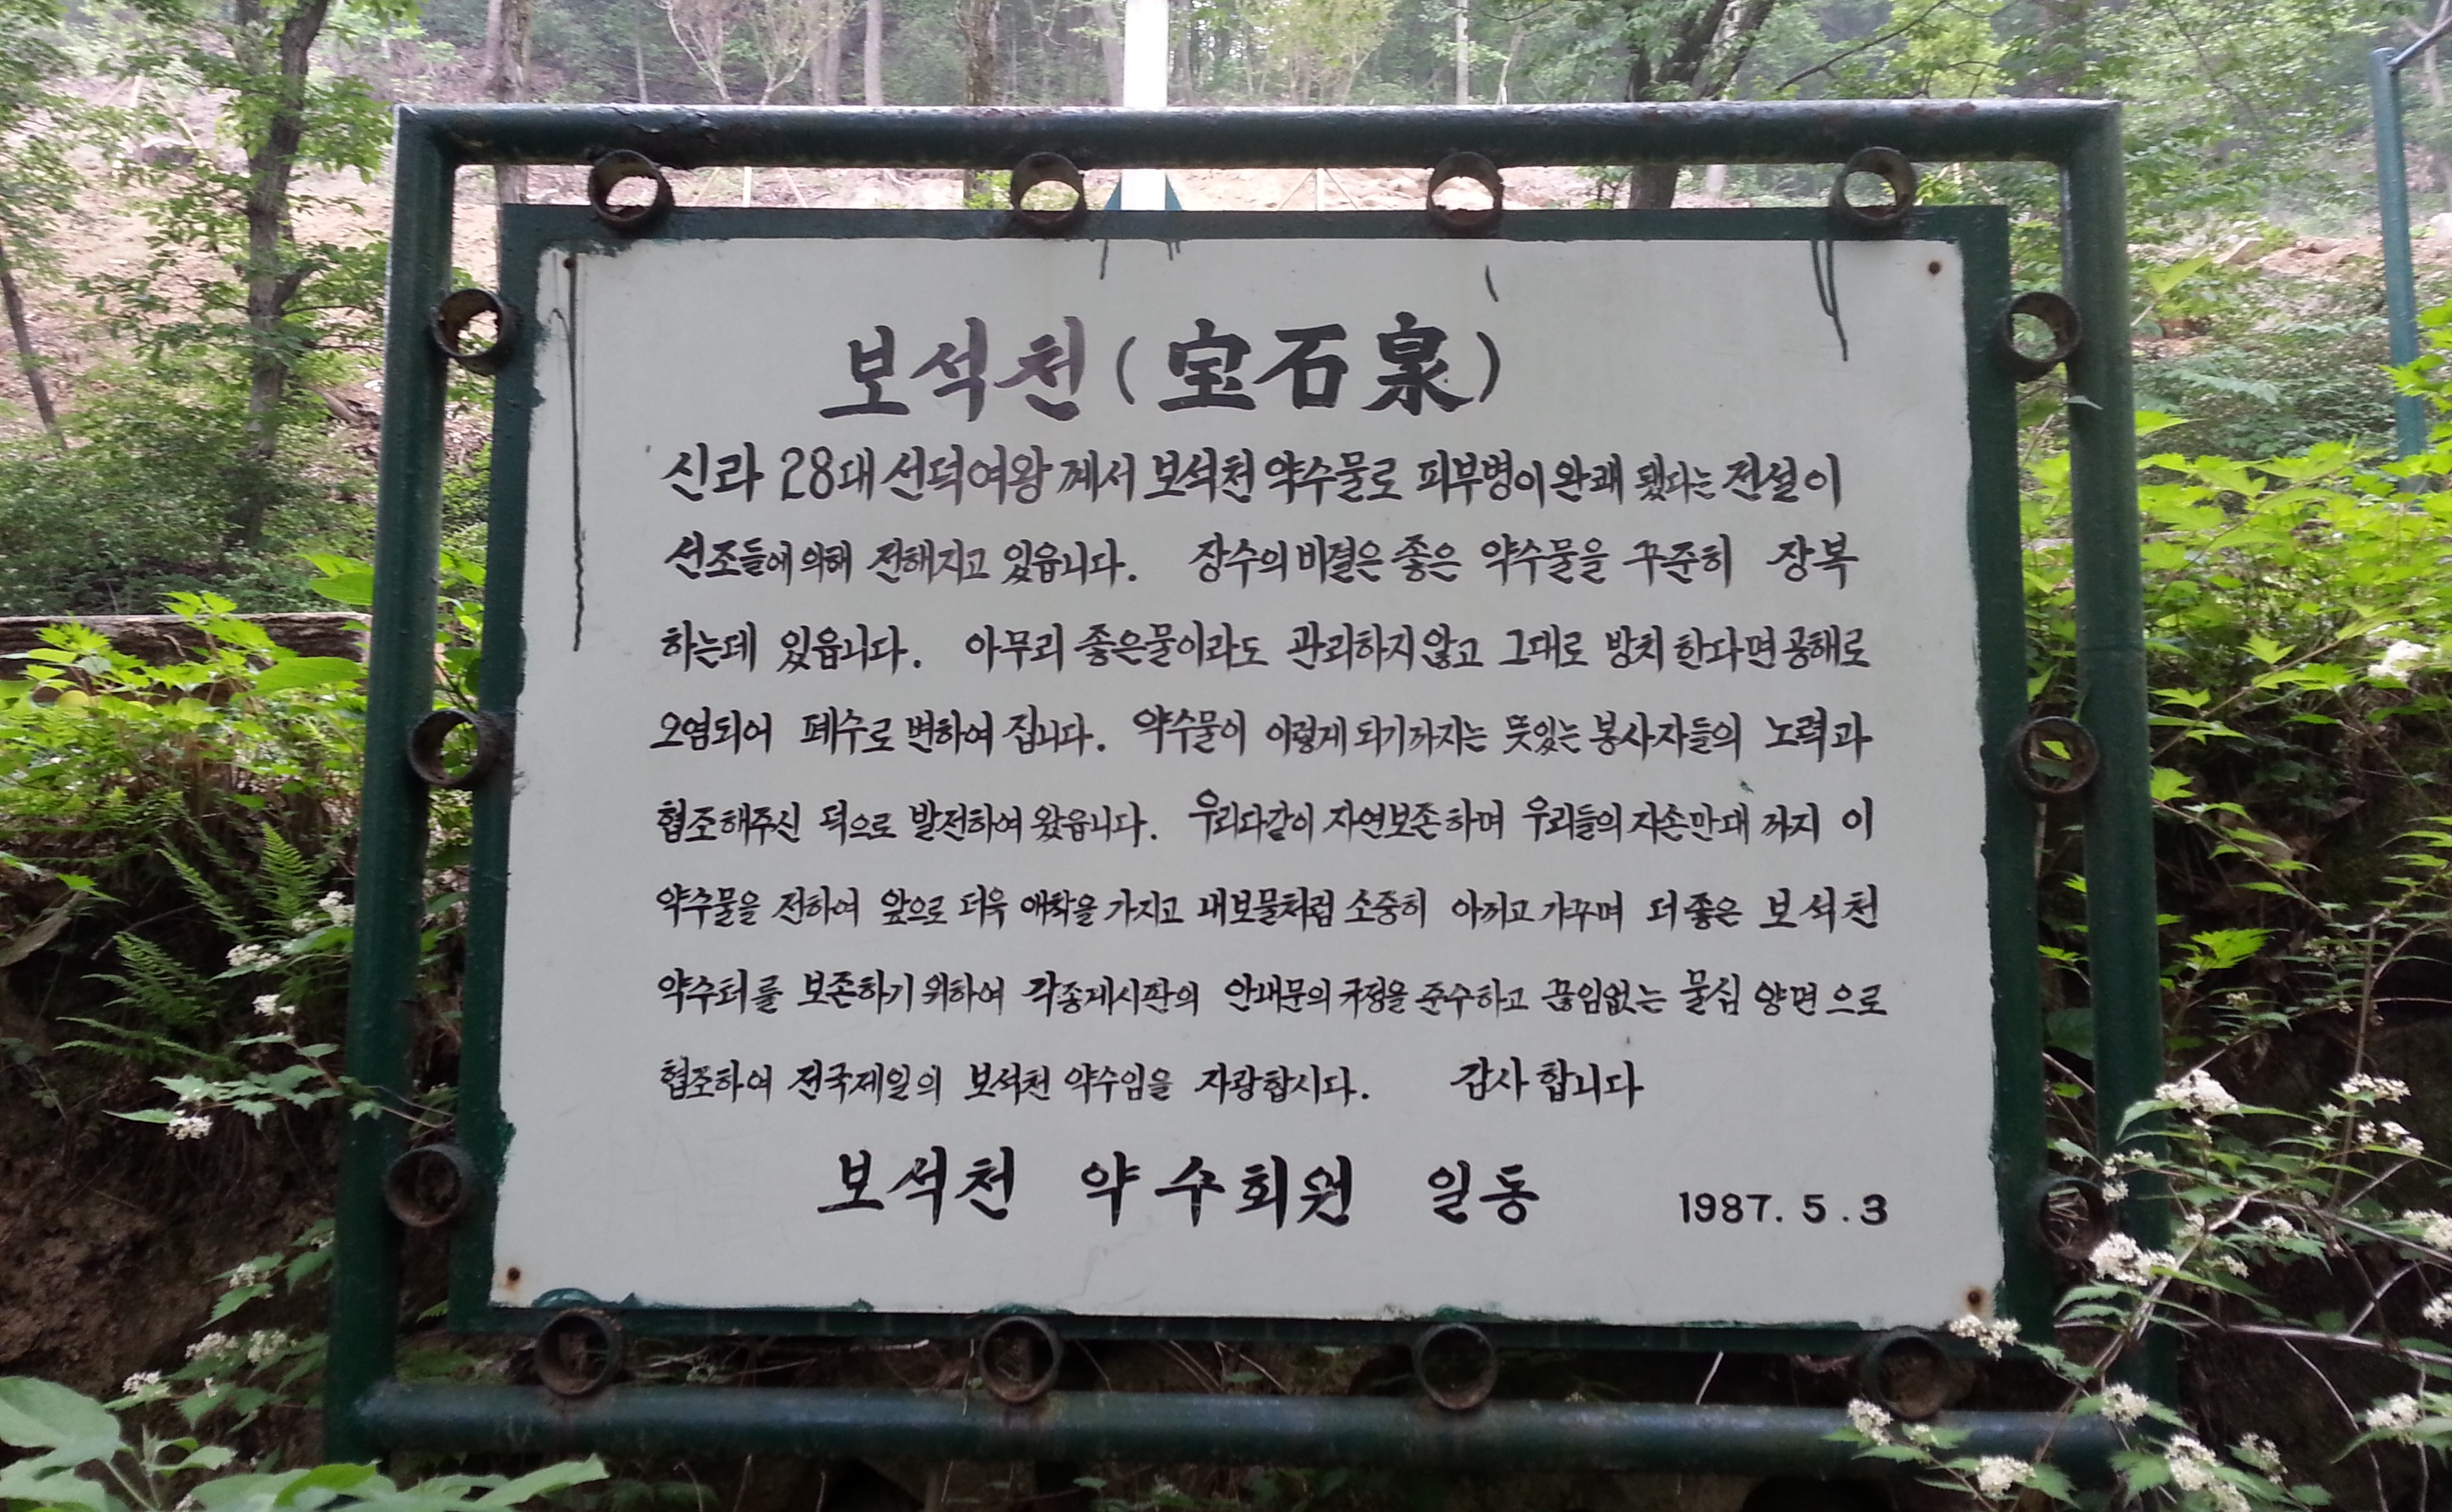 보석천(宝石泉)
신라 28대 선덕여왕께서 보석천 약수물로 피부병이 완쾌 됐다는 전설이
선조들에 의해 전해지고 있읍니다. 장수의 비결은 좋은 약수물을 꾸준히 장복
하는데 있읍니다. 아무리 좋은물이라도 관리하지않고 그대로 방치한다면 공해로
오염되어 폐수로 변하여 집니다. 약수물이 이렇게 되기까지는 뜻있는 봉사자들의 노력과
협조해주신 덕으로 발전하여 왔읍니다. 우리다같이 자연보존하며 우리들의 자손만대 까지 이
약수물을 전하여 앞으로 더욱 애착을 가지고 내보물처럼 소중히 아끼고 가꾸며 더 좋은 보석천
약수터를 보존하기 위하여 각종게시판의 안내문의 규정을 준수하고 끊임없는 물심 양면으로
협조하여 전국제일의 보석천 약수임을 자랑합시다. 감사합니다
보석천 약수회원 일동 1987.5.3